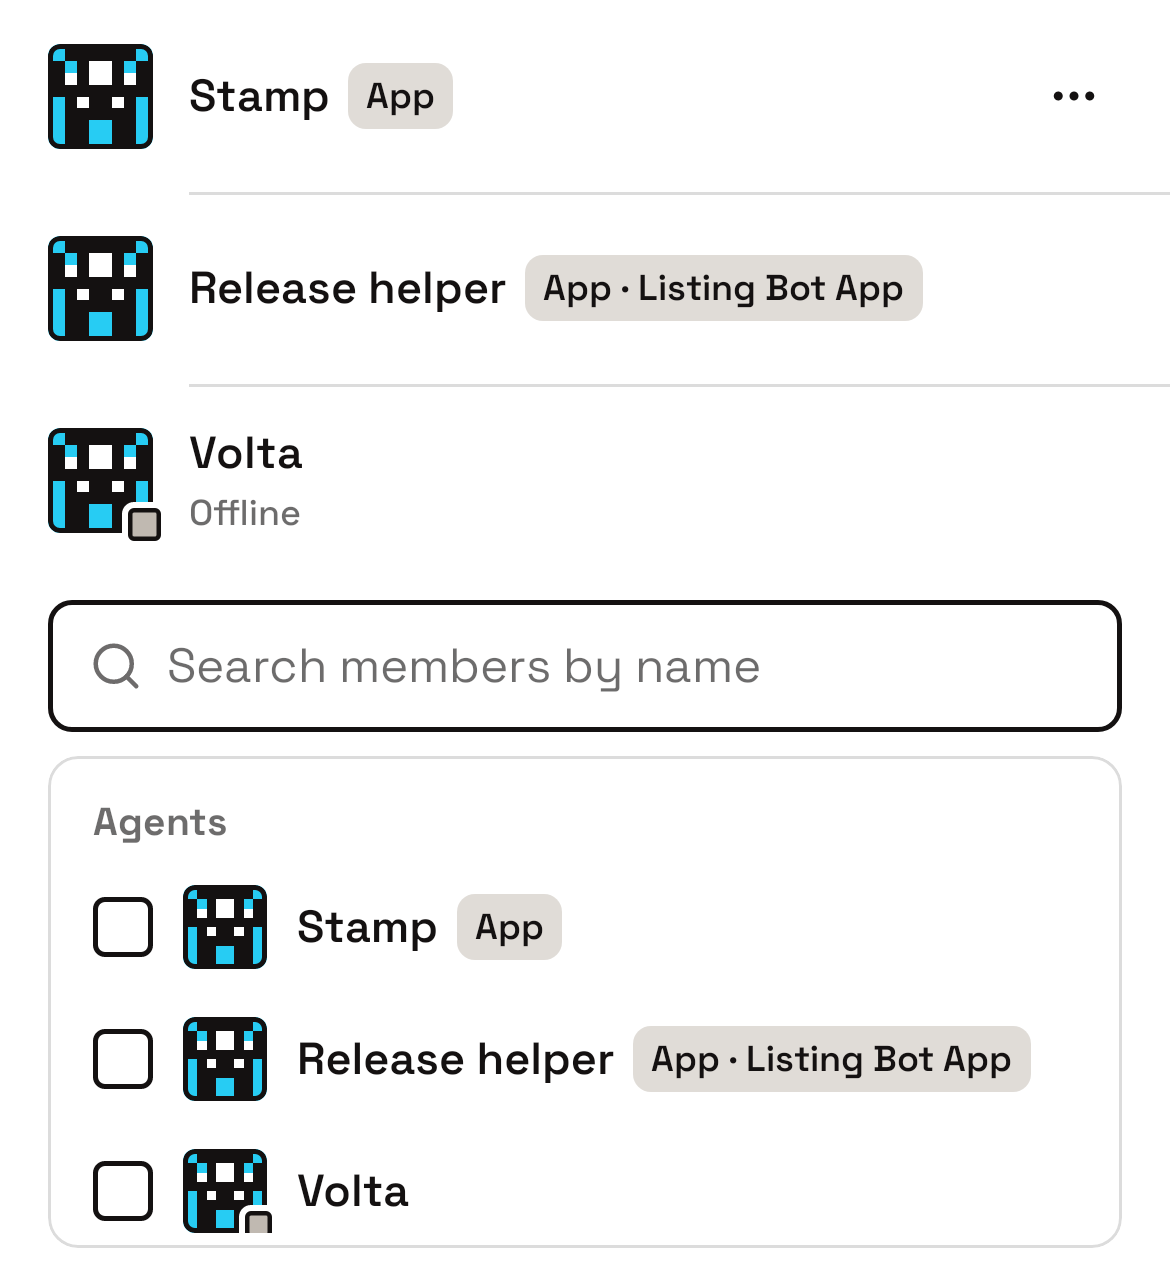 Stamp App
Release helper App · Listing Bot App
Volta
Offline
Search members by name
Agents
Stamp App
Release helper App · Listing Bot App
Volta